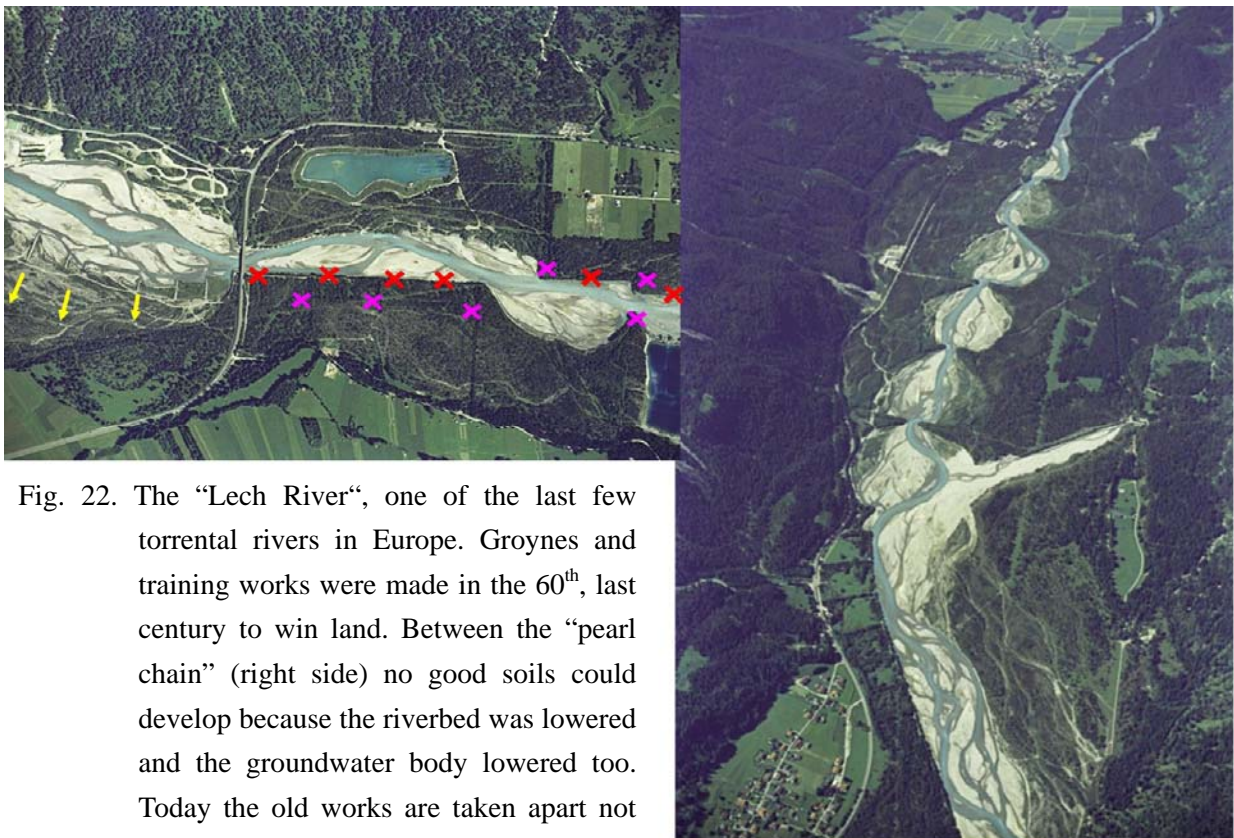 Fig. 22. The “Lech River“, one of the last few
torrental rivers in Europe. Groynes and
training works were made in the 60th, last
century to win land. Between the “pearl
chain” (right side) no good soils could
develop because the riverbed was lowered
and the groundwater body lowered too.
Today the old works are taken apart not